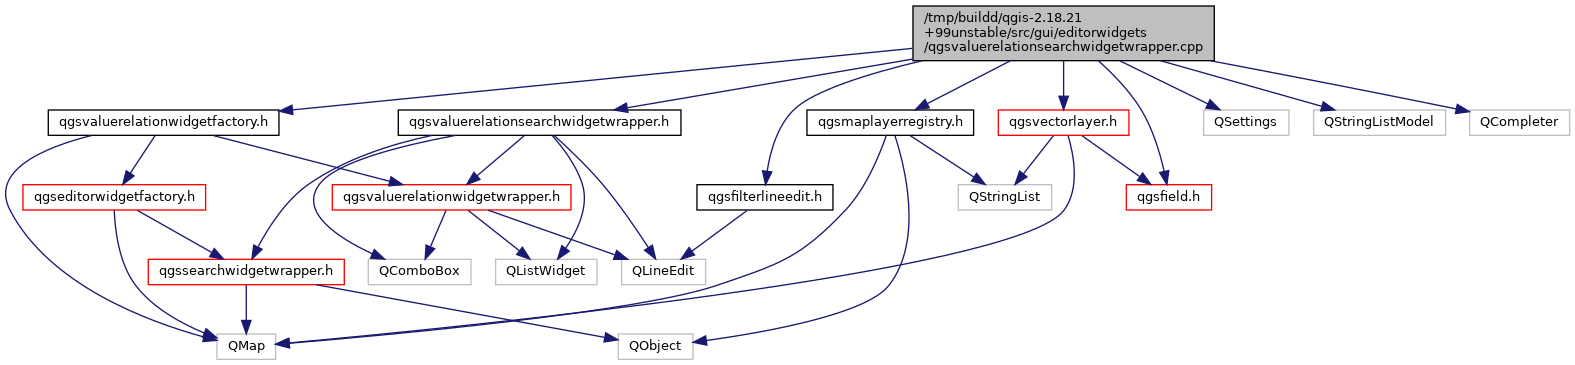 /tmp/buildd/qgis-2.18.21
+99unstable/src/gui/editorwidgets
/qgsvaluerelationsearchwidgetwrapper.cpp
qgsvaluerelationwidgetfactory.h
qgsvaluerelationsearchwidgetwrapper.h
qgsmaplayerregistry.h
qgsvectorlayer.h
QSettings
QStringListModel
QCompleter
qgseditorwidgetfactory.h
qgsvaluerelationwidgetwrapper.h
qgsfilterlineedit.h
QStringList
qgsfield.h
qgssearchwidgetwrapper.h
QComboBox
QListWidget
QLineEdit
QMap
QObject